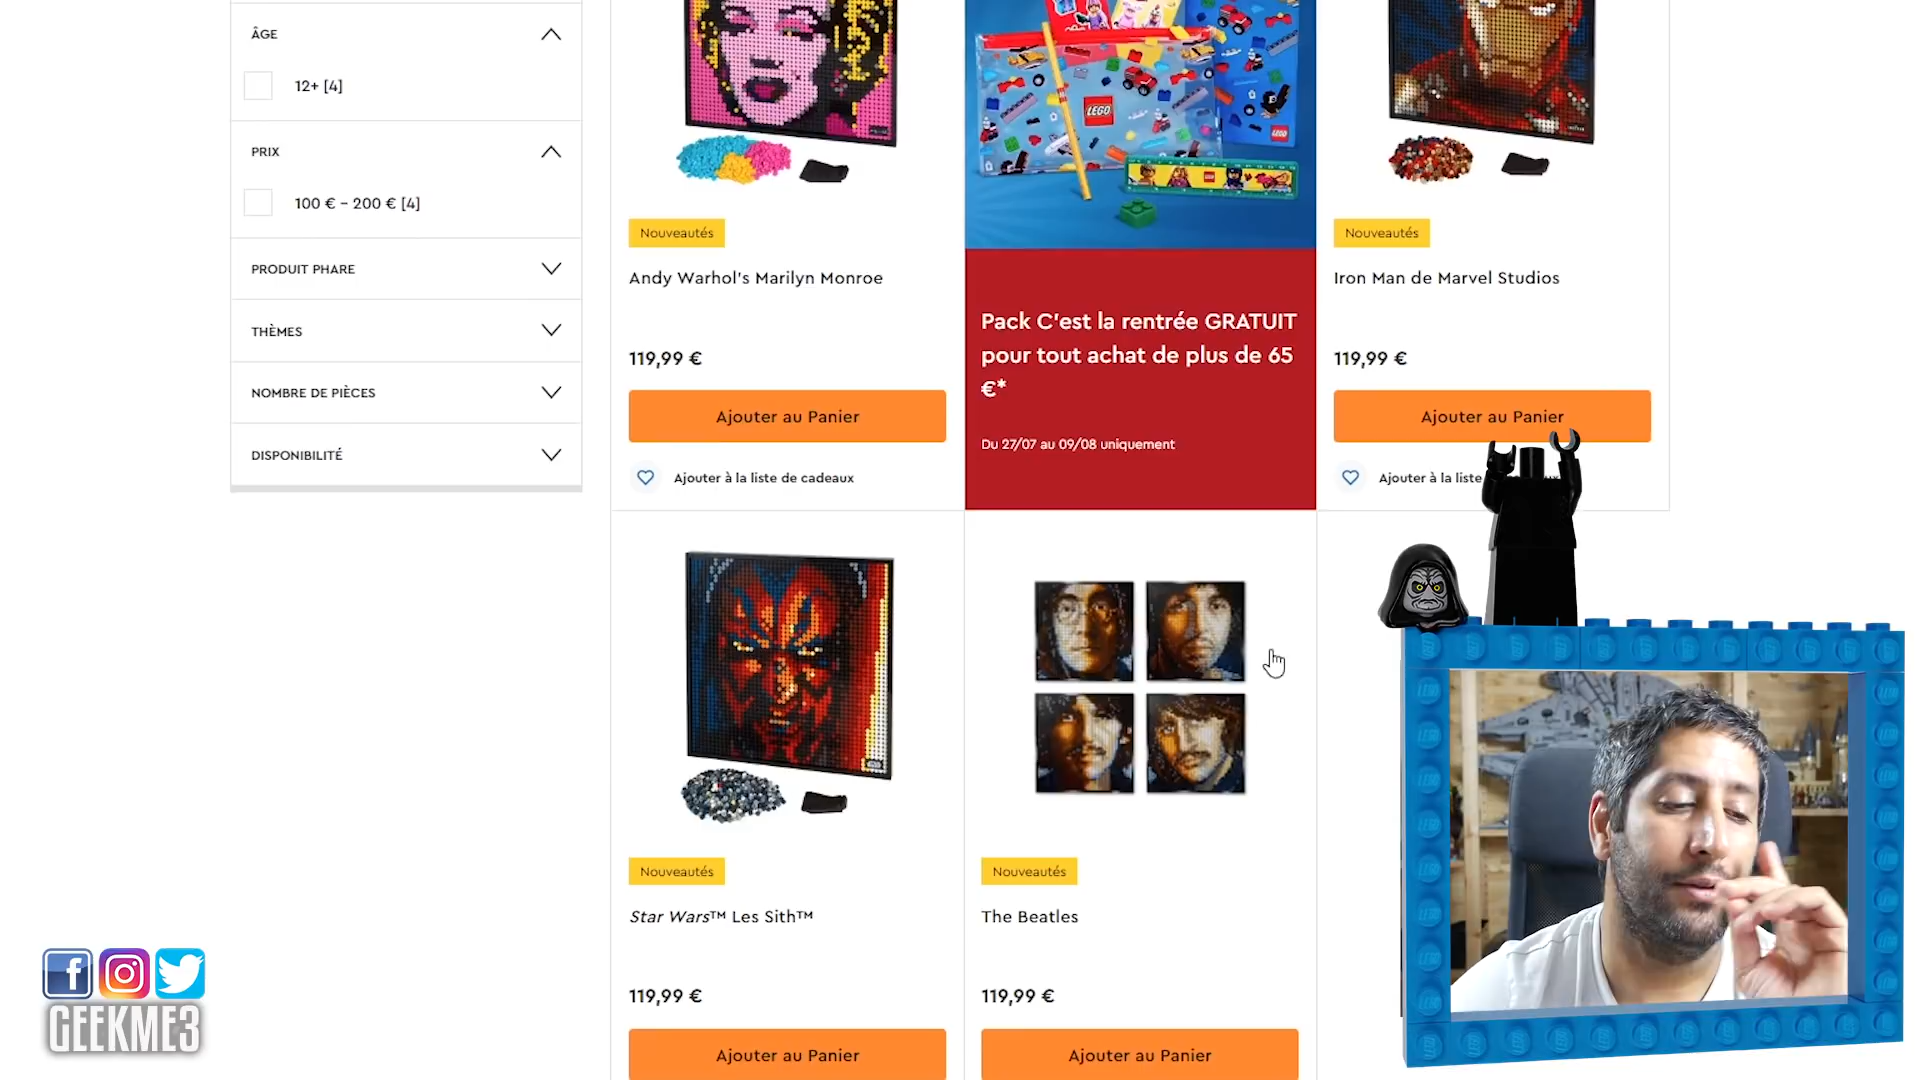 ÂGE
12+ [4]
PRIX
100 € – 200 € [4]
PRODUIT PHARE
THÈMES
NOMBRE DE PIÈCES
DISPONIBILITÉ
LEGO
Nouveautés
Andy Warhol's Marilyn Monroe
119,99 €
Ajouter au Panier
Ajouter à la liste de cadeaux
Pack C'est la rentrée GRATUIT
pour tout achat de plus de 65
€*
Du 27/07 au 09/08 uniquement
Nouveautés
Iron Man de Marvel Studios
119,99 €
Ajouter au Panier
Ajouter à la liste
Nouveautés
Star Wars™ Les Sith™
119,99 €
Ajouter au Panier
Nouveautés
The Beatles
119,99 €
Ajouter au Panier
GEEKME3